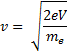 v = √(2eV/mₑ)